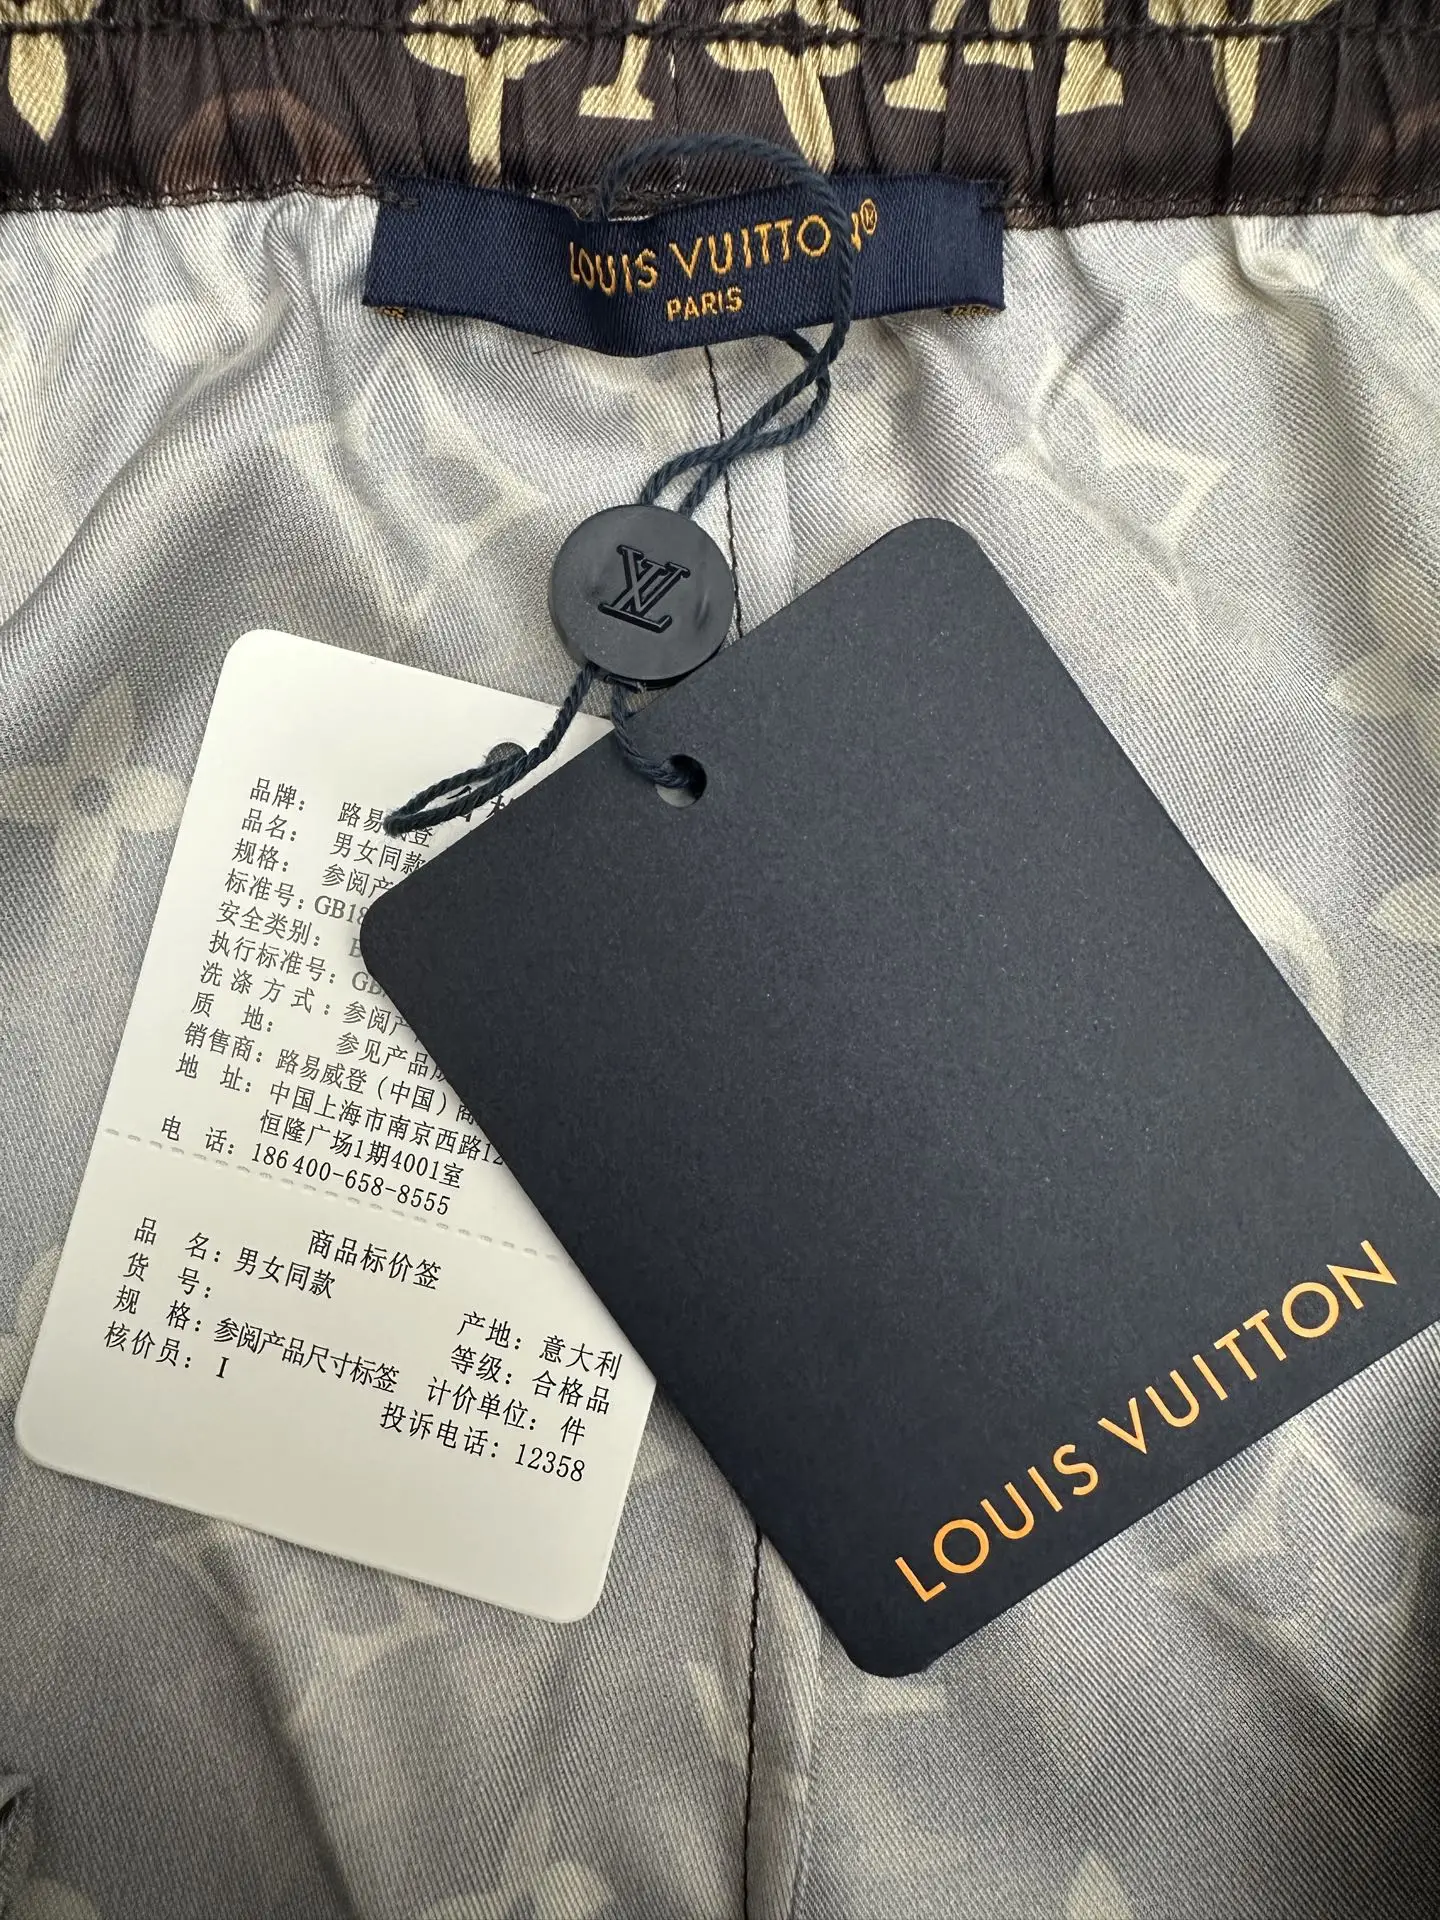 LOUIS VUITTON®
PARIS
LV
品牌： 路易威登
品名： 男女同款
规格： 参阅产
标准号：GB18
安全类别： B
执行标准号：GB
洗涤方式：参阅产
质 地： 参见产品
销售商：路易威登（中国）商
地 址： 中国上海市南京西路12
恒隆广场1期4001室
电 话：186 400-658-8555
商品标价签
品 名：男女同款
货 号： 产地：意大利
规 格：参阅产品尺寸标签 等级：合格品
核价员： I 计价单位： 件
投诉电话：12358
LOUIS VUITTON